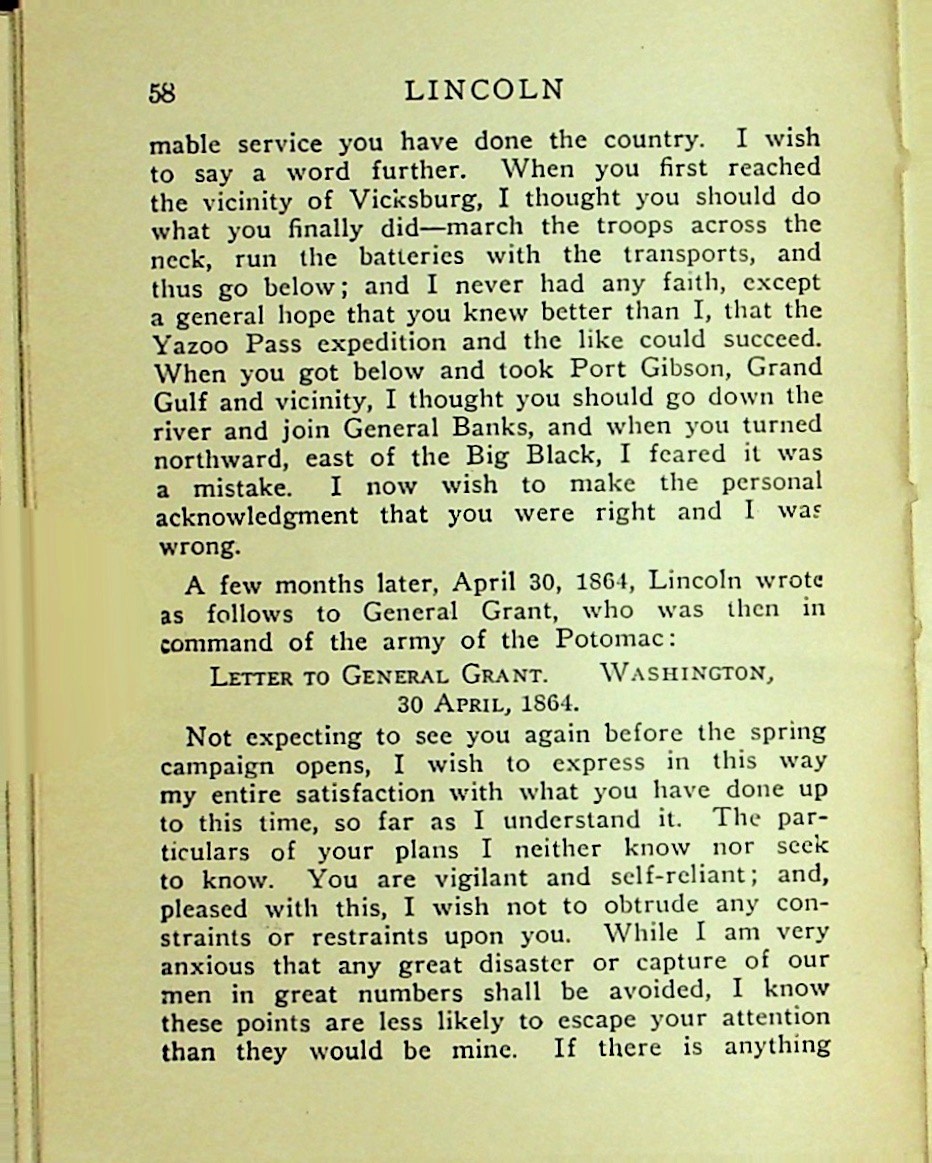 58 LINCOLN
mable service you have done the country. I wish
to say a word further. When you first reached
the vicinity of Vicksburg, I thought you should do
what you finally did—march the troops across the
neck, run the batteries with the transports, and
thus go below; and I never had any faith, except
a general hope that you knew better than I, that the
Yazoo Pass expedition and the like could succeed.
When you got below and took Port Gibson, Grand
Gulf and vicinity, I thought you should go down the
river and join General Banks, and when you turned
northward, east of the Big Black, I feared it was
a mistake. I now wish to make the personal
acknowledgment that you were right and I was
wrong.
A few months later, April 30, 1864, Lincoln wrote
as follows to General Grant, who was then in
command of the army of the Potomac:
LETTER TO GENERAL GRANT. WASHINGTON,
30 APRIL, 1864.
Not expecting to see you again before the spring
campaign opens, I wish to express in this way
my entire satisfaction with what you have done up
to this time, so far as I understand it. The par-
ticulars of your plans I neither know nor seek
to know. You are vigilant and self-reliant; and,
pleased with this, I wish not to obtrude any con-
straints or restraints upon you. While I am very
anxious that any great disaster or capture of our
men in great numbers shall be avoided, I know
these points are less likely to escape your attention
than they would be mine. If there is anything